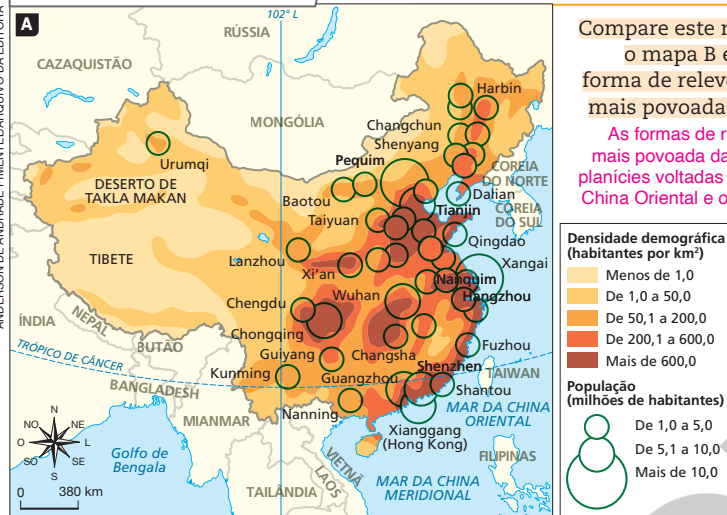 A
102° L
RÚSSIA
CAZAQUISTÃO
MONGÓLIA
Harbin
Changchun
Shenyang
Urumqi
Pequim
COREIA
DO NORTE
DESERTO DE
TAKLA MAKAN
Baotou
Dalian
Tianjin
COREIA
DO SUL
Taiyuan
Qingdao
TIBETE
Lanzhou
Xi'an
Xangai
Nanquim
Wuhan
Hangzhou
Chengdu
ÍNDIA
NEPAL
Chongqing
BUTÃO
Fuzhou
TRÓPICO DE CÂNCER
Guiyang
Changsha
Kunming
Shenzhen
TAIWAN
Guangzhou
Shantou
BANGLADESH
Nanning
MAR DA CHINA
ORIENTAL
MIANMAR
Xianggang
(Hong Kong)
N
NO
NE
O
L
SO
SE
S
Golfo de
Bengala
VIETNÃ
LAOS
FILIPINAS
MAR DA CHINA
MERIDIONAL
TAILÂNDIA
0 380 km
Compare este
o mapa B e
forma de relev
mais povoada
As formas de r
mais povoada da
planícies voltadas
China Oriental e o
Densidade demográfica
(habitantes por km²)
Menos de 1,0
De 1,0 a 50,0
De 50,1 a 200,0
De 200,1 a 600,0
Mais de 600,0
População
(milhões de habitantes)
De 1,0 a 5,0
De 5,1 a 10,0
Mais de 10,0